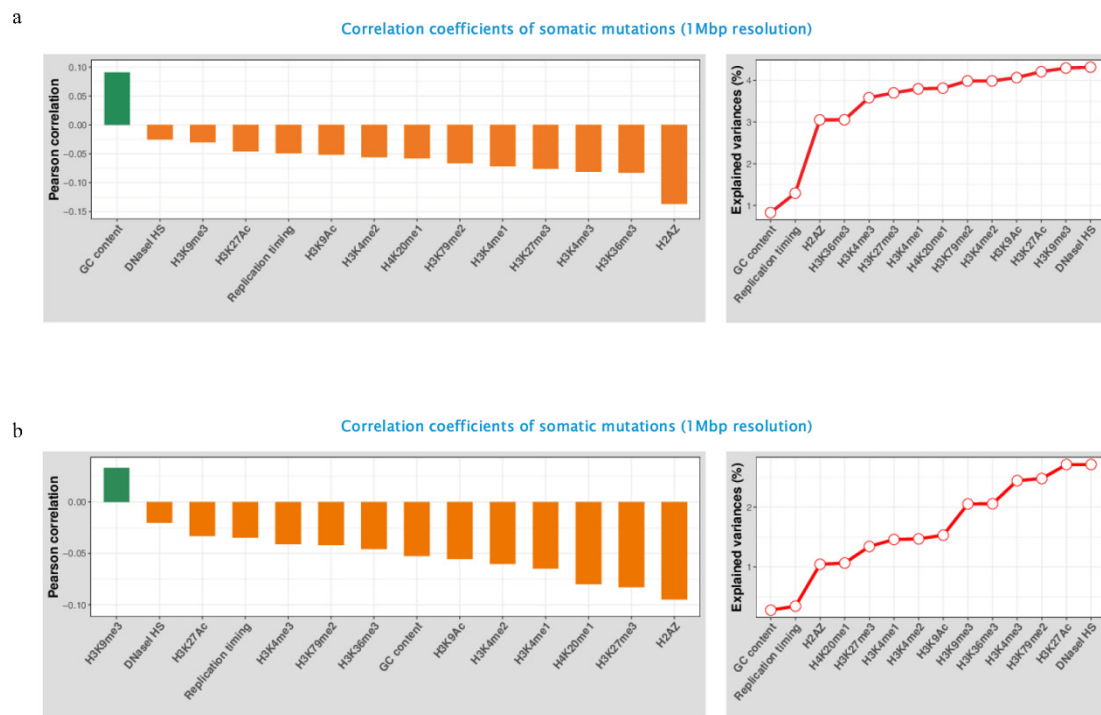 a
Correlation coefficients of somatic mutations (1Mbp resolution)
Pearson correlation
0.10
0.05
0.00
−0.05
−0.10
−0.15
GC content
DNaseI HS
H3K9me3
H3K27Ac
Replication timing
H3K9Ac
H3K4me2
H4K20me1
H3K79me2
H3K4me1
H3K27me3
H3K4me3
H3K36me3
H2AZ
Explained variances (%)
4
3
2
1
GC content
Replication timing
H2AZ
H3K36me3
H3K4me3
H3K27me3
H3K4me1
H4K20me1
H3K79me2
H3K4me2
H3K9Ac
H3K27Ac
H3K9me3
DNaseI HS
b
Correlation coefficients of somatic mutations (1Mbp resolution)
Pearson correlation
0.00
−0.05
−0.10
H3K9me3
DNaseI HS
H3K27Ac
Replication timing
H3K4me3
H3K79me2
H3K36me3
GC content
H3K9Ac
H3K4me2
H3K4me1
H4K20me1
H3K27me3
H2AZ
Explained variances (%)
2
1
GC content
Replication timing
H2AZ
H4K20me1
H3K27me3
H3K4me1
H3K4me2
H3K9Ac
H3K9me3
H3K36me3
H3K4me3
H3K79me2
H3K27Ac
DNaseI HS